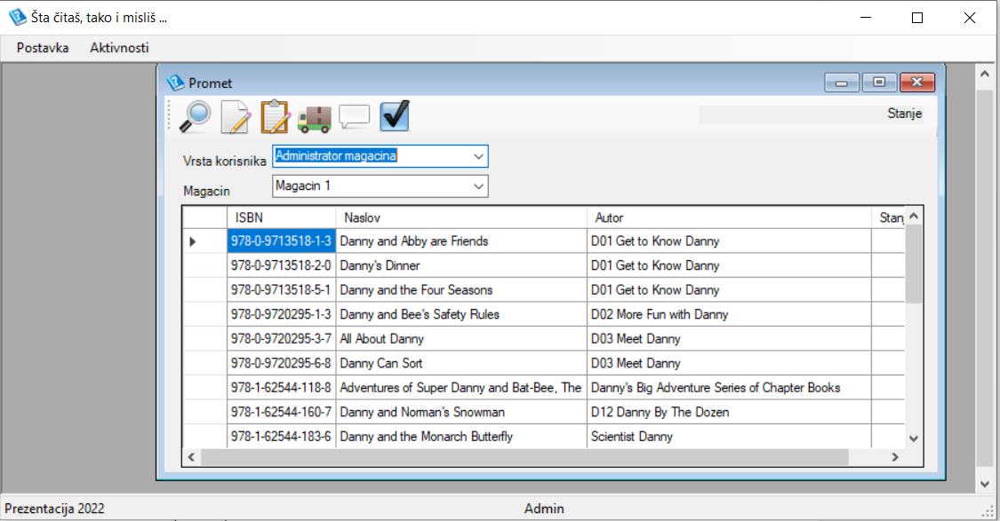 Šta čitaš, tako i misliš ...
Postavka Aktivnosti
Promet
Stanje
Vrsta korisnika Administrator magacina
Magacin Magacin 1
ISBN Naslov Autor Stanj
978-0-9713518-1-3 Danny and Abby are Friends D01 Get to Know Danny
978-0-9713518-2-0 Danny's Dinner D01 Get to Know Danny
978-0-9713518-5-1 Danny and the Four Seasons D01 Get to Know Danny
978-0-9720295-1-3 Danny and Bee's Safety Rules D02 More Fun with Danny
978-0-9720295-3-7 All About Danny D03 Meet Danny
978-0-9720295-6-8 Danny Can Sort D03 Meet Danny
978-1-62544-118-8 Adventures of Super Danny and Bat-Bee, The Danny's Big Adventure Series of Chapter Books
978-1-62544-160-7 Danny and Norman's Snowman D12 Danny By The Dozen
978-1-62544-183-6 Danny and the Monarch Butterfly Scientist Danny
Prezentacija 2022 Admin